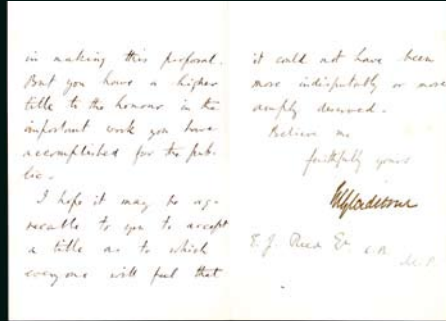 in making this proposal.
But you have a higher
title to the honour in the
important work you have
accomplished for the pub-
lic.
I hope it may be ag-
reeable to you to accept
a title as to which
everyone will feel that
it could not have been
more indisputably or more
amply deserved.
Believe me
faithfully yours
WEGladstone
E. J. Reed Esq C.B.
M.P.